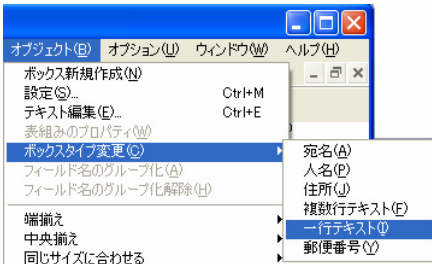 オブジェクト(B) オプション(U) ウィンドウ(W) ヘルプ(H)
ボックス新規作成(N)
設定(S)... Ctrl+M
テキスト編集(E)... Ctrl+E
表組みのプロパティ(W)
ボックスタイプ変更(C)
フィールド名のグループ化(A)
フィールド名のグループ化解除(H)
端揃え
中央揃え
同じサイズに合わせる
宛名(A)
人名(P)
住所(J)
複数行テキスト(F)
一行テキスト(I)
郵便番号(Y)